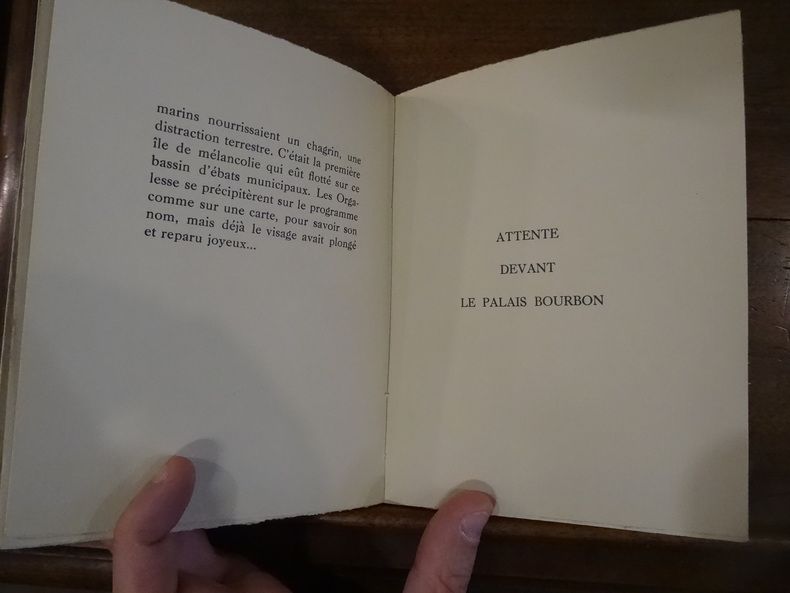 marins nourrissaient un chagrin, une
distraction terrestre. C'était la première
île de mélancolie qui eût flotté sur ce
bassin d'ébats municipaux. Les Orga-
lesse se précipitèrent sur le programme
comme sur une carte, pour savoir son
nom, mais déjà le visage avait plongé
et reparu joyeux...
ATTENTE
DEVANT
LE PALAIS BOURBON